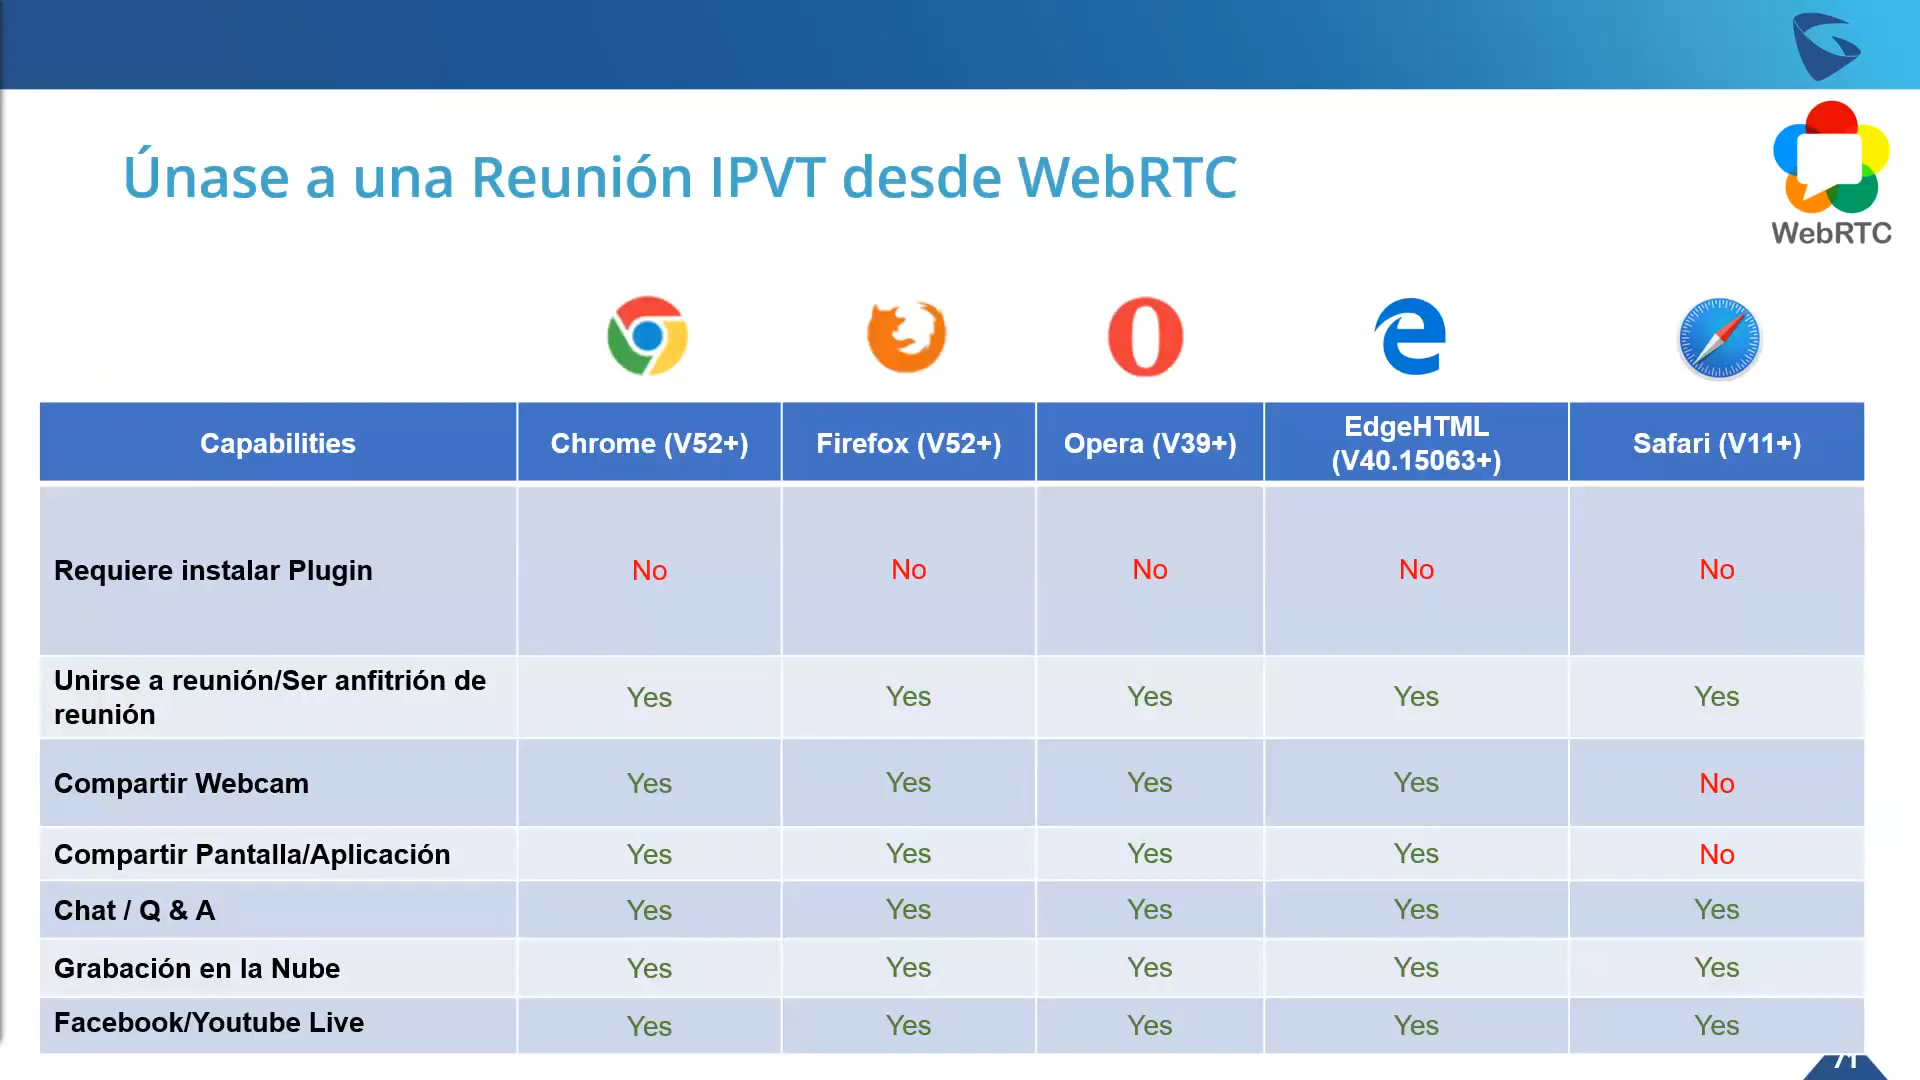 Únase a una Reunión IPVT desde WebRTC
WebRTC
Capabilities
Chrome (V52+)
Firefox (V52+)
Opera (V39+)
EdgeHTML
(V40.15063+)
Safari (V11+)
Requiere instalar Plugin
No
No
No
No
No
Unirse a reunión/Ser anfitrión de
reunión
Yes
Yes
Yes
Yes
Yes
Compartir Webcam
Yes
Yes
Yes
Yes
No
Compartir Pantalla/Aplicación
Yes
Yes
Yes
Yes
No
Chat / Q & A
Yes
Yes
Yes
Yes
Yes
Grabación en la Nube
Yes
Yes
Yes
Yes
Yes
Facebook/Youtube Live
Yes
Yes
Yes
Yes
Yes